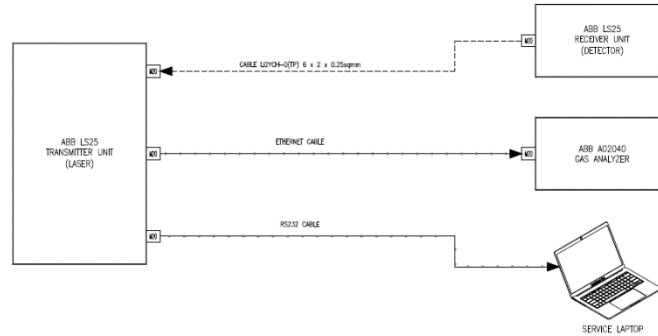 ABB LS25
RECEIVER UNIT
(DETECTOR)
M20
M20
CABLE LI2YCH-O(TP) 6 x 2 x 0.25sqmm
ABB LS25
TRANSMITTER UNIT
(LASER)
M20
ETHERNET CABLE
M20
ABB AO2040
GAS ANALYZER
RS232 CABLE
M20
SERVICE LAPTOP